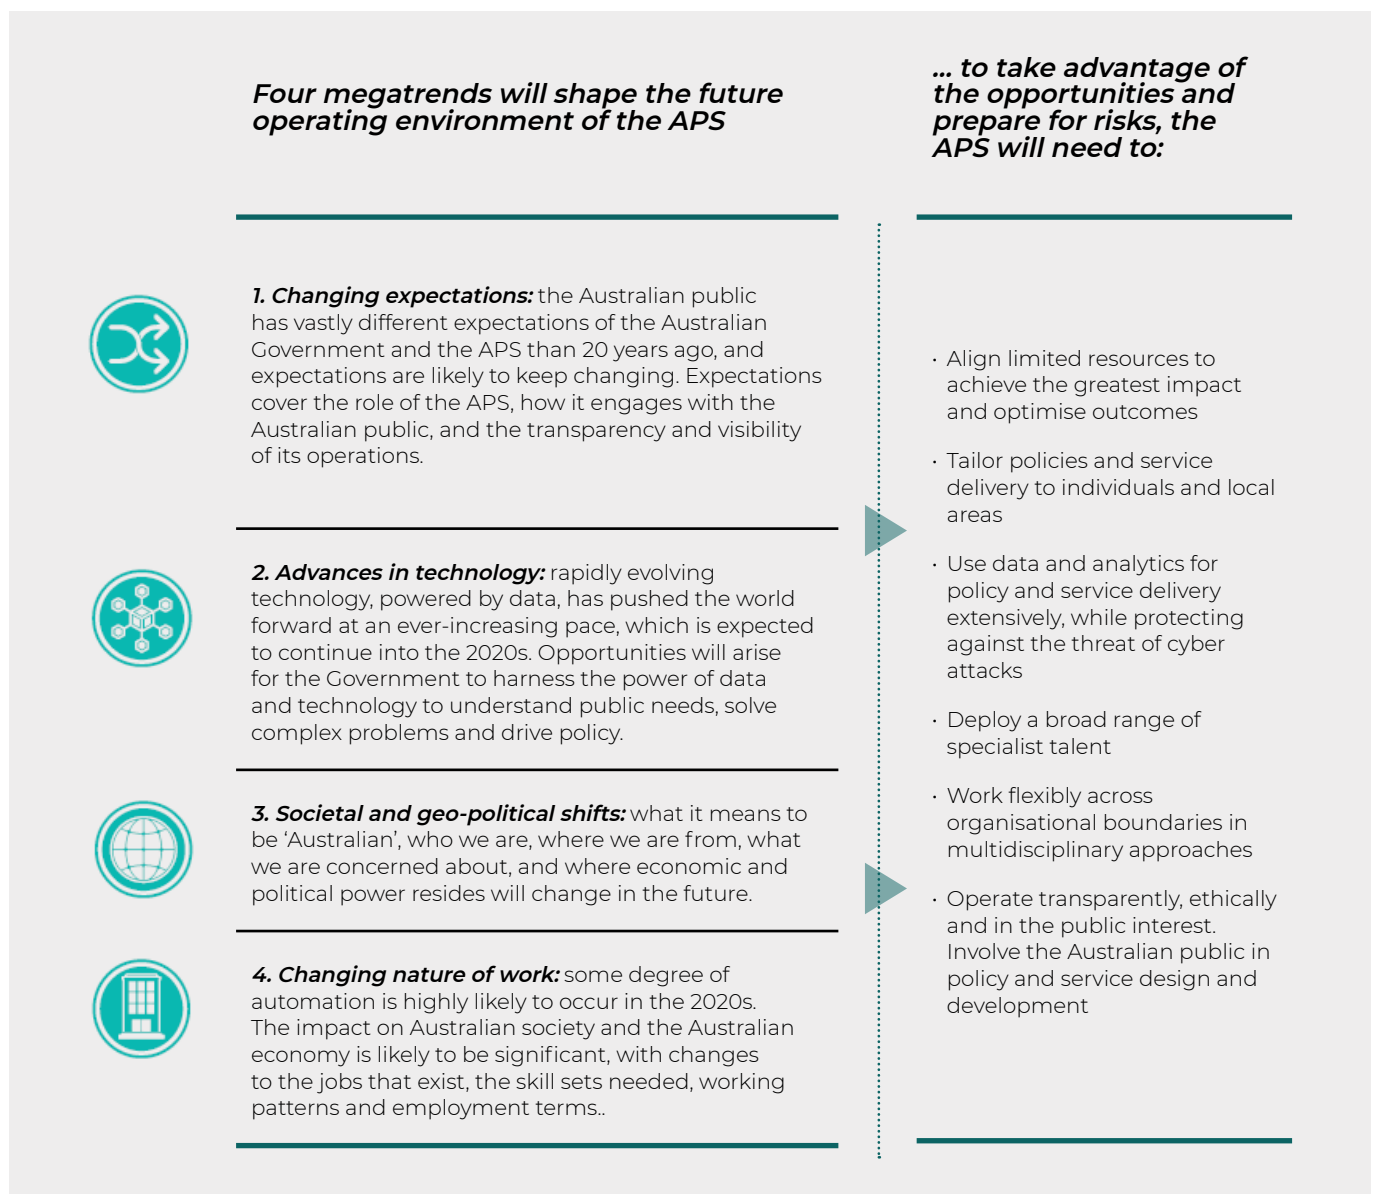 Four megatrends will shape the future
operating environment of the APS
... to take advantage of
the opportunities and
prepare for risks, the
APS will need to:
1. Changing expectations: the Australian public
has vastly different expectations of the Australian
Government and the APS than 20 years ago, and
expectations are likely to keep changing. Expectations
cover the role of the APS, how it engages with the
Australian public, and the transparency and visibility
of its operations.
2. Advances in technology: rapidly evolving
technology, powered by data, has pushed the world
forward at an ever-increasing pace, which is expected
to continue into the 2020s. Opportunities will arise
for the Government to harness the power of data
and technology to understand public needs, solve
complex problems and drive policy.
3. Societal and geo-political shifts: what it means to
be ‘Australian’, who we are, where we are from, what
we are concerned about, and where economic and
political power resides will change in the future.
4. Changing nature of work: some degree of
automation is highly likely to occur in the 2020s.
The impact on Australian society and the Australian
economy is likely to be significant, with changes
to the jobs that exist, the skill sets needed, working
patterns and employment terms..
· Align limited resources to
achieve the greatest impact
and optimise outcomes
· Tailor policies and service
delivery to individuals and local
areas
· Use data and analytics for
policy and service delivery
extensively, while protecting
against the threat of cyber
attacks
· Deploy a broad range of
specialist talent
· Work flexibly across
organisational boundaries in
multidisciplinary approaches
· Operate transparently, ethically
and in the public interest.
Involve the Australian public in
policy and service design and
development